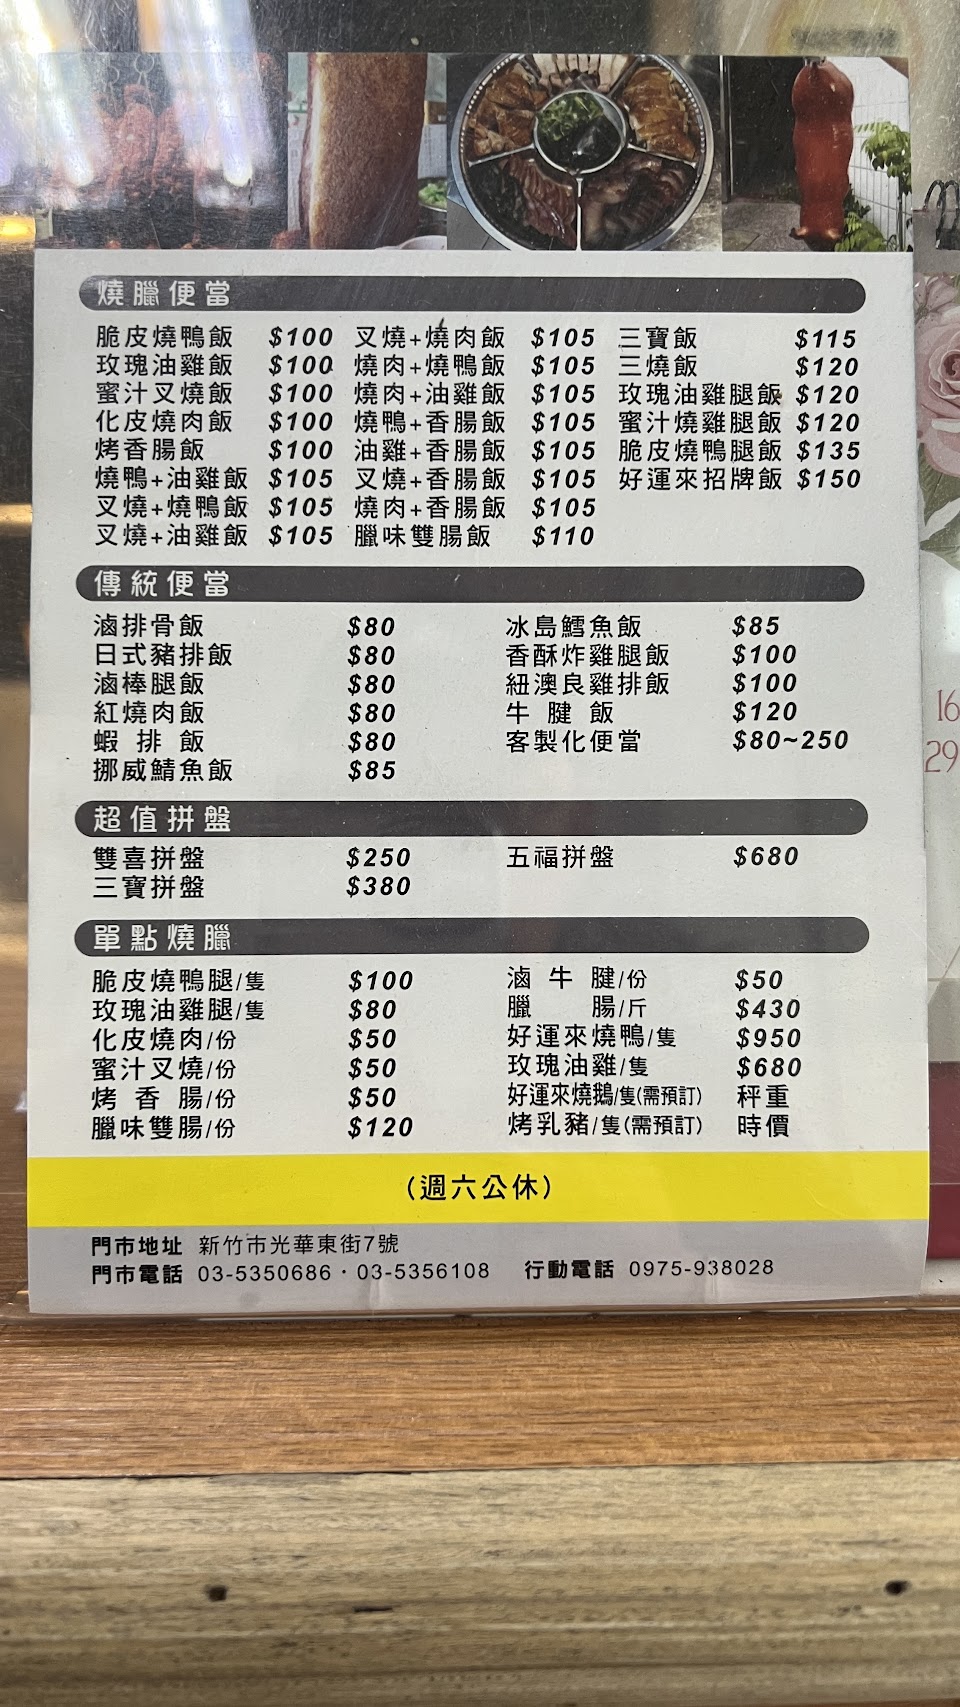 燒臘便當
脆皮燒鴨飯 $100 叉燒+燒肉飯 $105 三寶飯 $115
玫瑰油雞飯 $100 燒肉+燒鴨飯 $105 三燒飯 $120
蜜汁叉燒飯 $100 燒肉+油雞飯 $105 玫瑰油雞腿飯 $120
化皮燒肉飯 $100 燒鴨+香腸飯 $105 蜜汁燒雞腿飯 $120
烤香腸飯 $100 油雞+香腸飯 $105 脆皮燒鴨腿飯 $135
燒鴨+油雞飯 $105 叉燒+香腸飯 $105 好運來招牌飯 $150
叉燒+燒鴨飯 $105 燒肉+香腸飯 $105
叉燒+油雞飯 $105 臘味雙腸飯 $110
傳統便當
滷排骨飯 $80 冰島鱈魚飯 $85
日式豬排飯 $80 香酥炸雞腿飯 $100
滷棒腿飯 $80 紐澳良雞排飯 $100
紅燒肉飯 $80 牛腱飯 $120
蝦排飯 $80 客製化便當 $80~250
挪威鯖魚飯 $85
超值拼盤
雙喜拼盤 $250 五福拼盤 $680
三寶拼盤 $380
單點燒臘
脆皮燒鴨腿/隻 $100 滷牛腱/份 $50
玫瑰油雞腿/隻 $80 臘腸/斤 $430
化皮燒肉/份 $50 好運來燒鴨/隻 $950
蜜汁叉燒/份 $50 玫瑰油雞/隻 $680
烤香腸/份 $50 好運來燒鵝/隻(需預訂) 秤重
臘味雙腸/份 $120 烤乳豬/隻(需預訂) 時價
(週六公休)
門市地址 新竹市光華東街7號
門市電話 03-5350686 · 03-5356108 行動電話 0975-938028
16
29